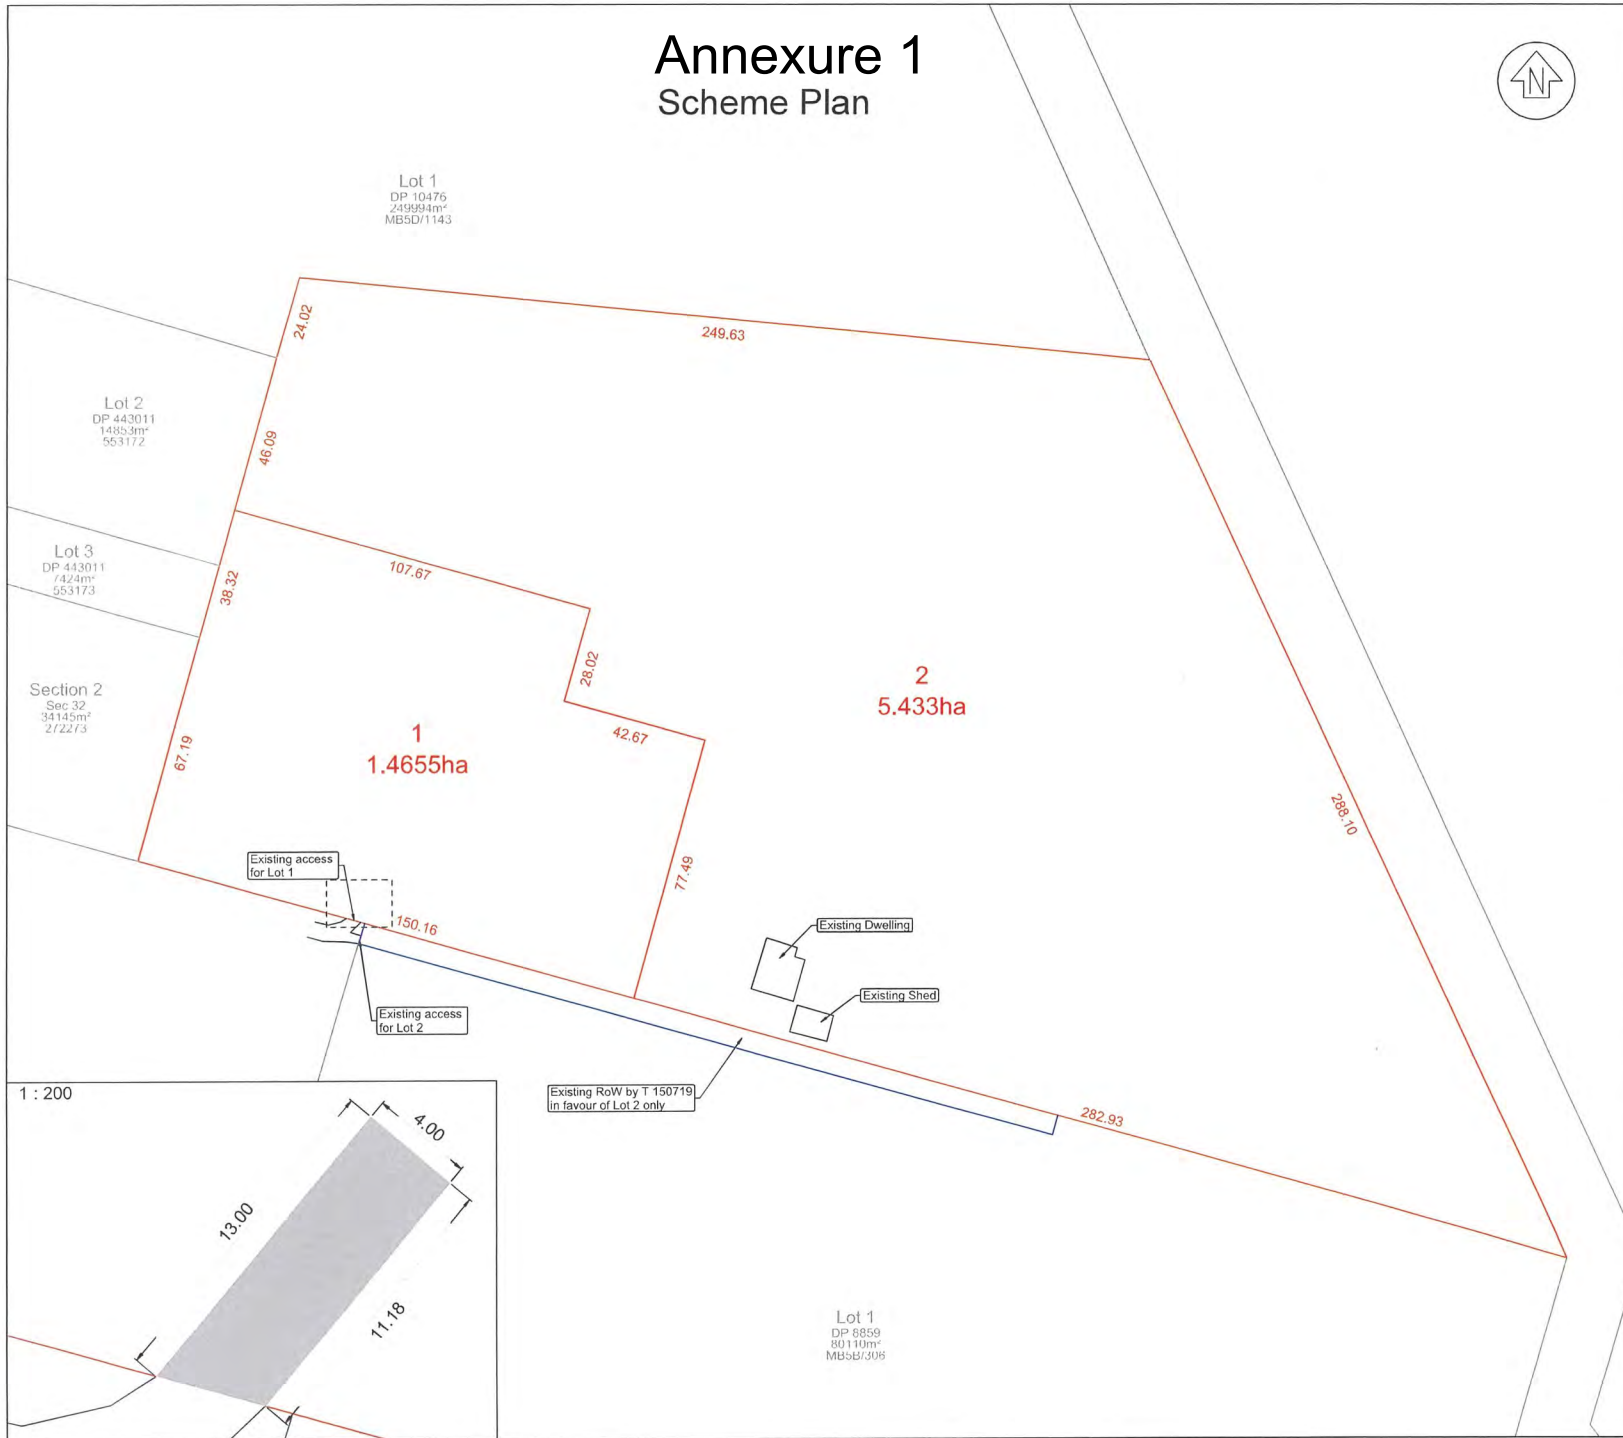 Annexure 1
Scheme Plan
N
Lot 1
DP 10476
249994m²
MB5D/1143
24.02
249.63
Lot 2
DP 443011
14853m²
553172
46.09
Lot 3
DP 443011
7424m²
553173
38.32
107.67
28.02
42.67
2
5.433ha
Section 2
Sec 32
34145m²
272273
67.19
1
1.4655ha
288.10
77.49
Existing access
for Lot 1
150.16
Existing Dwelling
Existing Shed
Existing access
for Lot 2
Existing RoW by T 150719
in favour of Lot 2 only
282.93
1 : 200
4.00
13.00
11.18
Lot 1
DP 8859
80110m²
MB5B/306